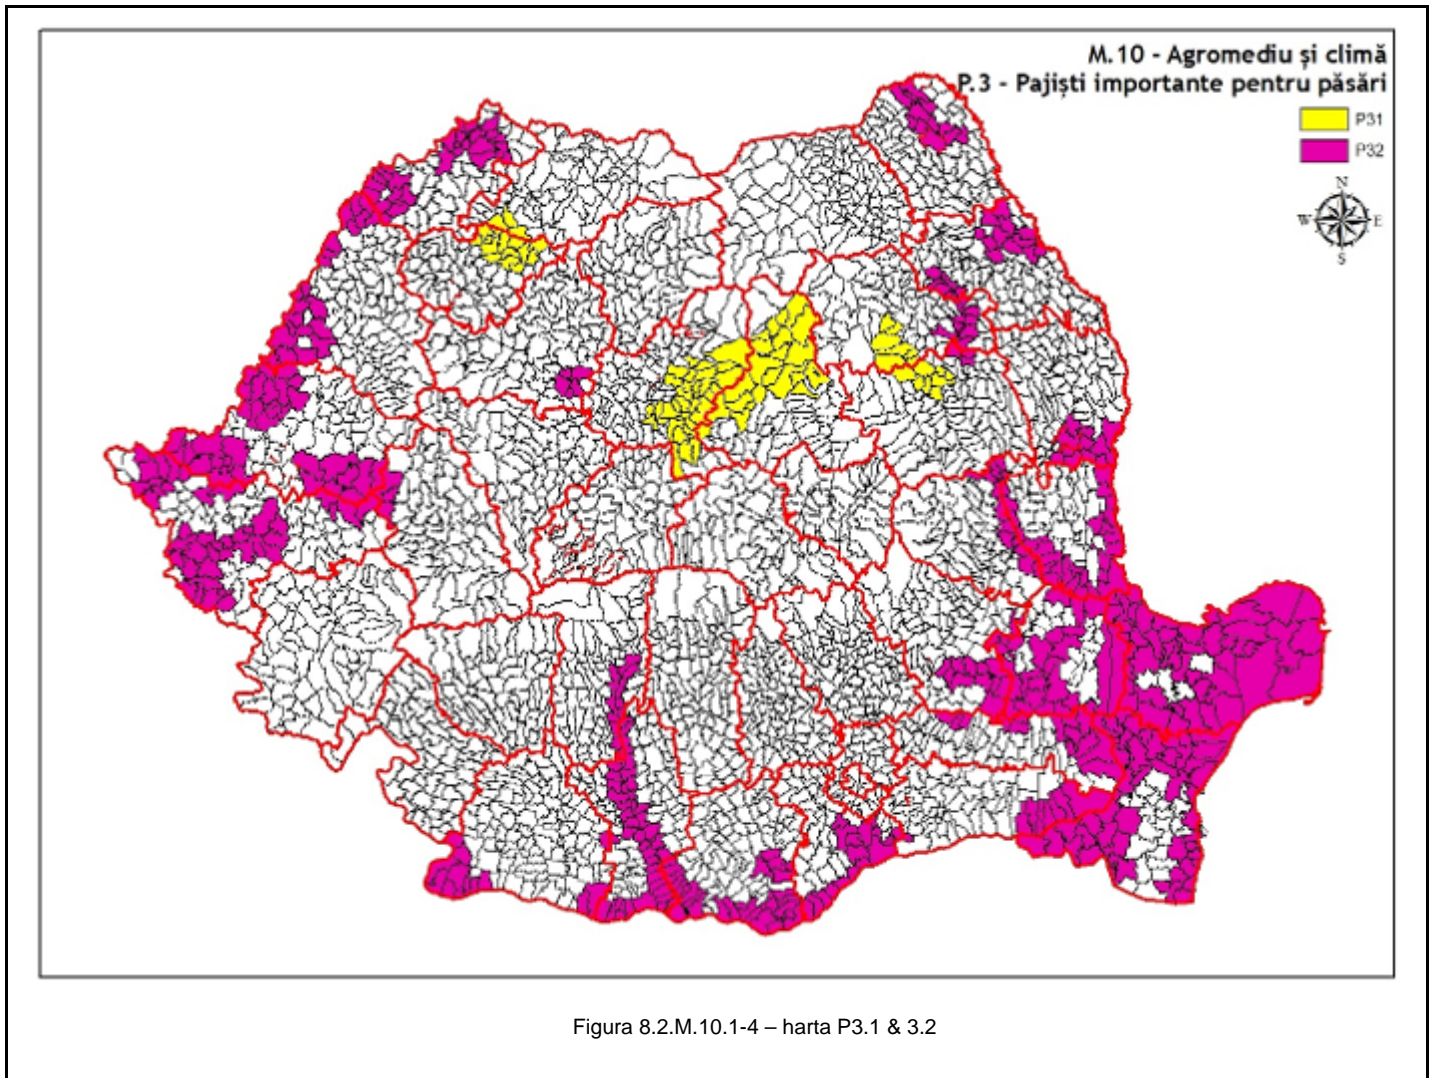 M.10 - Agromediu și climă
P.3 - Pajiști importante pentru păsări
P31
P32
N
W E
S
Figura 8.2.M.10.1-4 – harta P3.1 & 3.2